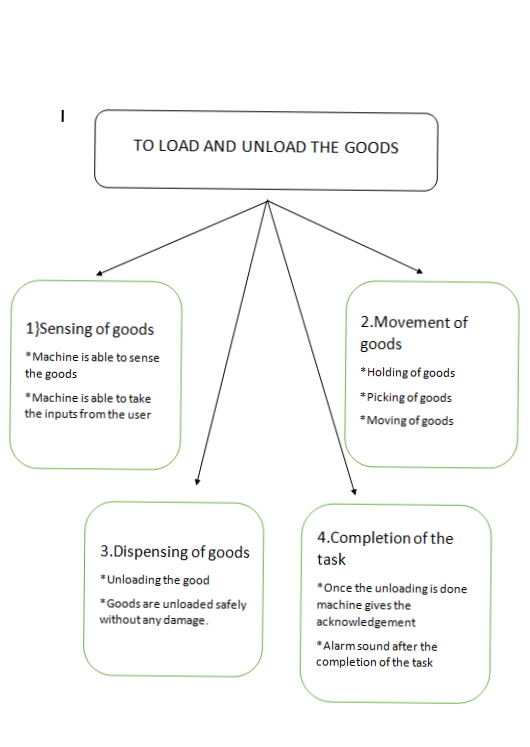 TO LOAD AND UNLOAD THE GOODS
1}Sensing of goods
*Machine is able to sense
the goods
*Machine is able to take
the inputs from the user
2.Movement of
goods
*Holding of goods
*Picking of goods
*Moving of goods
3.Dispensing of goods
*Unloading the good
*Goods are unloaded safely
without any damage.
4.Completion of the
task
*Once the unloading is done
machine gives the
acknowledgement
*Alarm sound after the
completion of the task